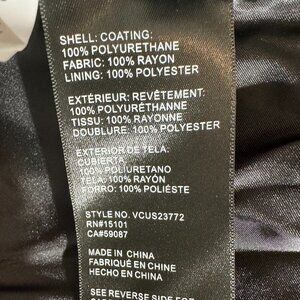 SHELL: COATING:
100% POLYURETHANE
FABRIC: 100% RAYON
LINING: 100% POLYESTER
EXTÉRIEUR: REVÊTEMENT:
100% POLYURÉTHANNE
TISSU: 100% RAYONNE
DOUBLURE: 100% POLYESTER
EXTERIOR DE TELA:
CUBIERTA
100% POLIURETANO
TELA: 100% RAYÓN
FORRO: 100% POLIÉSTE
STYLE NO. VCUS23772
RN#15101
CA#59087
MADE IN CHINA
FABRIQUÉ EN CHINE
HECHO EN CHINA
SEE REVERSE SIDE FOR